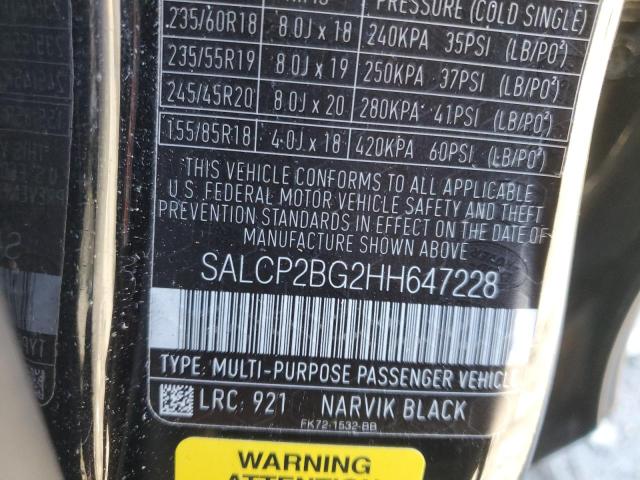 PRESSURE (COLD SINGLE)
235/60R18 8.0J x 18 240KPA 35PSI (LB/PO²)
235/55R19 8.0J x 19 250KPA 37PSI (LB/PO²)
245/45R20 8.0J x 20 280KPA 41PSI (LB/PO²)
155/85R18 4.0J x 18 420KPA 60PSI (LB/PO²)
THIS VEHICLE CONFORMS TO ALL APPLICABLE
U.S. FEDERAL MOTOR VEHICLE SAFETY AND THEFT
PREVENTION STANDARDS IN EFFECT ON THE DATE OF
MANUFACTURE SHOWN ABOVE
SALCP2BG2HH647228
TYPE: MULTI-PURPOSE PASSENGER VEHICLE
LRC: 921 NARVIK BLACK
FK72-1532-BB
WARNING
ATTENTION